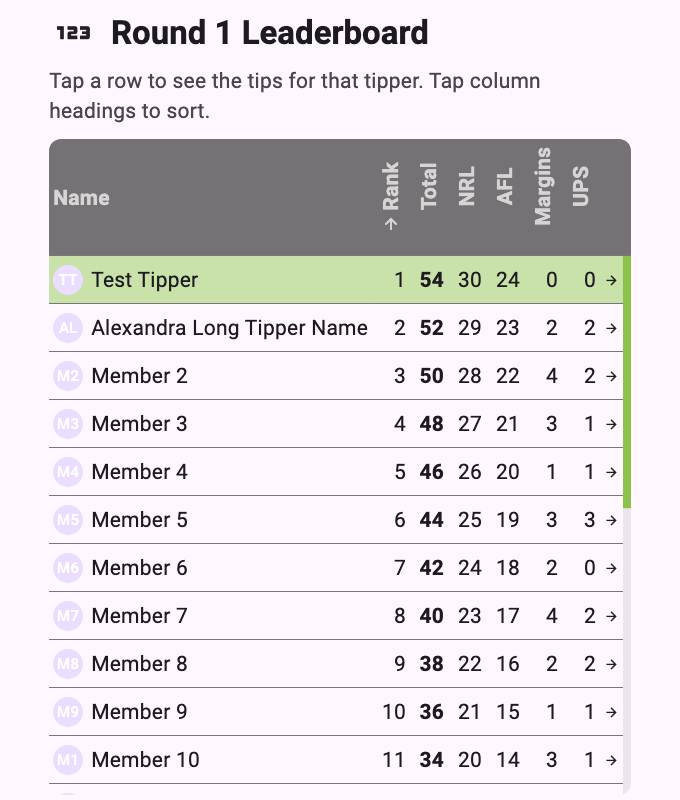 123 Round 1 Leaderboard
Tap a row to see the tips for that tipper. Tap column
headings to sort.
Name → Rank Total NRL AFL Margins UPS
TT Test Tipper 1 54 30 24 0 0 →
AL Alexandra Long Tipper Name 2 52 29 23 2 2 →
M2 Member 2 3 50 28 22 4 2 →
M3 Member 3 4 48 27 21 3 1 →
M4 Member 4 5 46 26 20 1 1 →
M5 Member 5 6 44 25 19 3 3 →
M6 Member 6 7 42 24 18 2 0 →
M7 Member 7 8 40 23 17 4 2 →
M8 Member 8 9 38 22 16 2 2 →
M9 Member 9 10 36 21 15 1 1 →
M1 Member 10 11 34 20 14 3 1 →